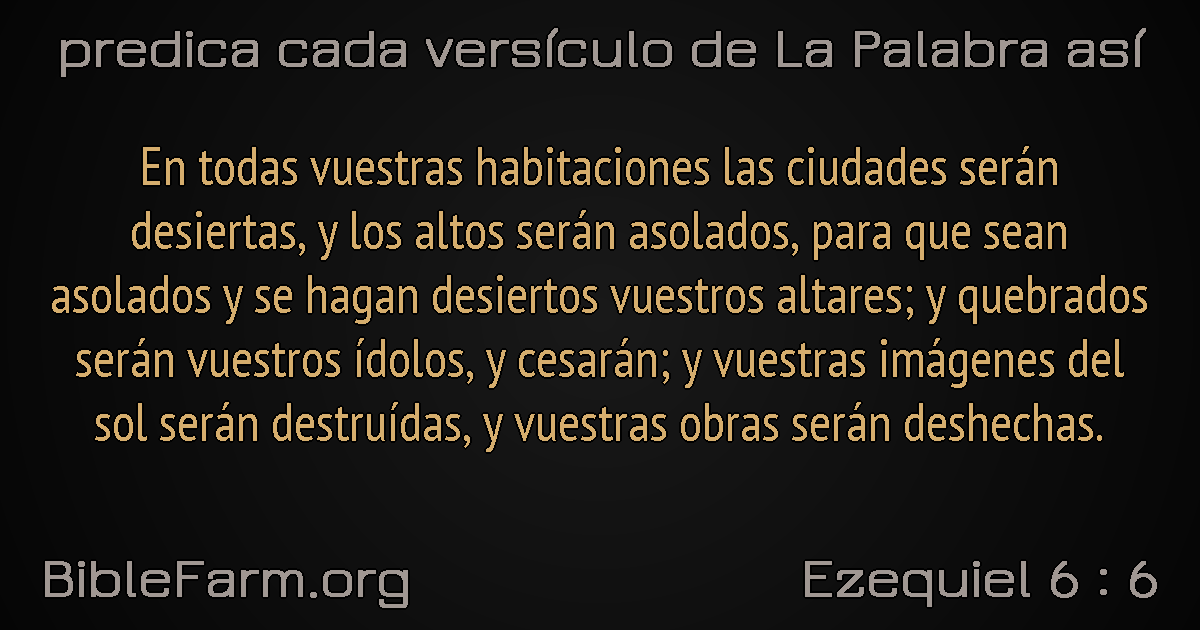 predica cada versículo de La Palabra así
En todas vuestras habitaciones las ciudades serán
desiertas, y los altos serán asolados, para que sean
asolados y se hagan desiertos vuestros altares; y quebrados
serán vuestros ídolos, y cesarán; y vuestras imágenes del
sol serán destruídas, y vuestras obras serán deshechas.
BibleFarm.org
Ezequiel 6 : 6